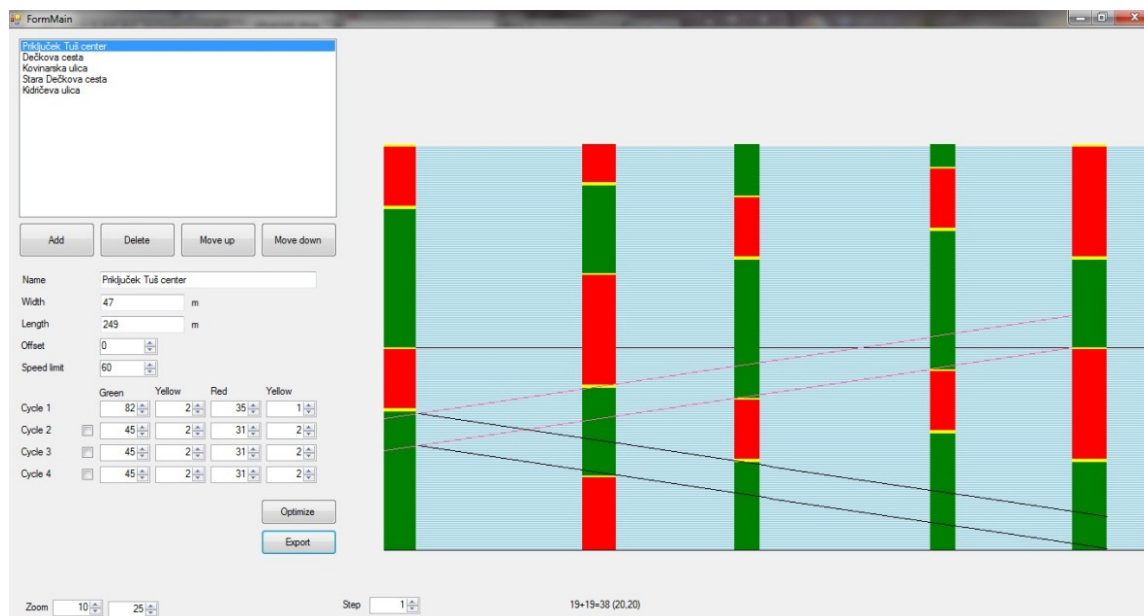 FormMain
Priključek Tuš center
Dečkova cesta
Kovinarska ulica
Stara Dečkova cesta
Kidričeva ulica
Add Delete Move up Move down
Name Priključek Tuš center
Width 47 m
Length 249 m
Offset 0
Speed limit 60
Green Yellow Red Yellow
Cycle 1 82 2 35 1
Cycle 2 45 2 31 2
Cycle 3 45 2 31 2
Cycle 4 45 2 31 2
Optimize
Export
Zoom 10 25 Step 1 19+19=38 (20,20)